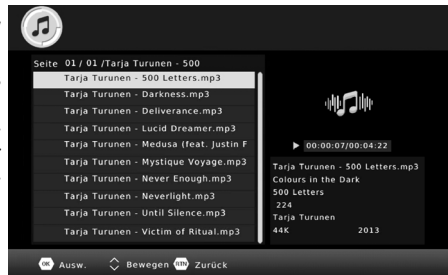 Seite 01 / 01 /Tarja Turunen - 500
Tarja Turunen - 500 Letters.mp3
Tarja Turunen - Darkness.mp3
Tarja Turunen - Deliverance.mp3
Tarja Turunen - Lucid Dreamer.mp3
Tarja Turunen - Medusa (feat. Justin F
Tarja Turunen - Mystique Voyage.mp3
Tarja Turunen - Never Enough.mp3
Tarja Turunen - Neverlight.mp3
Tarja Turunen - Until Silence.mp3
Tarja Turunen - Victim of Ritual.mp3
00:00:07/00:04:22
Tarja Turunen - 500 Letters.mp3
Colours in the Dark
500 Letters
224
Tarja Turunen
44K 2013
OK Ausw. Bewegen RTN Zurück